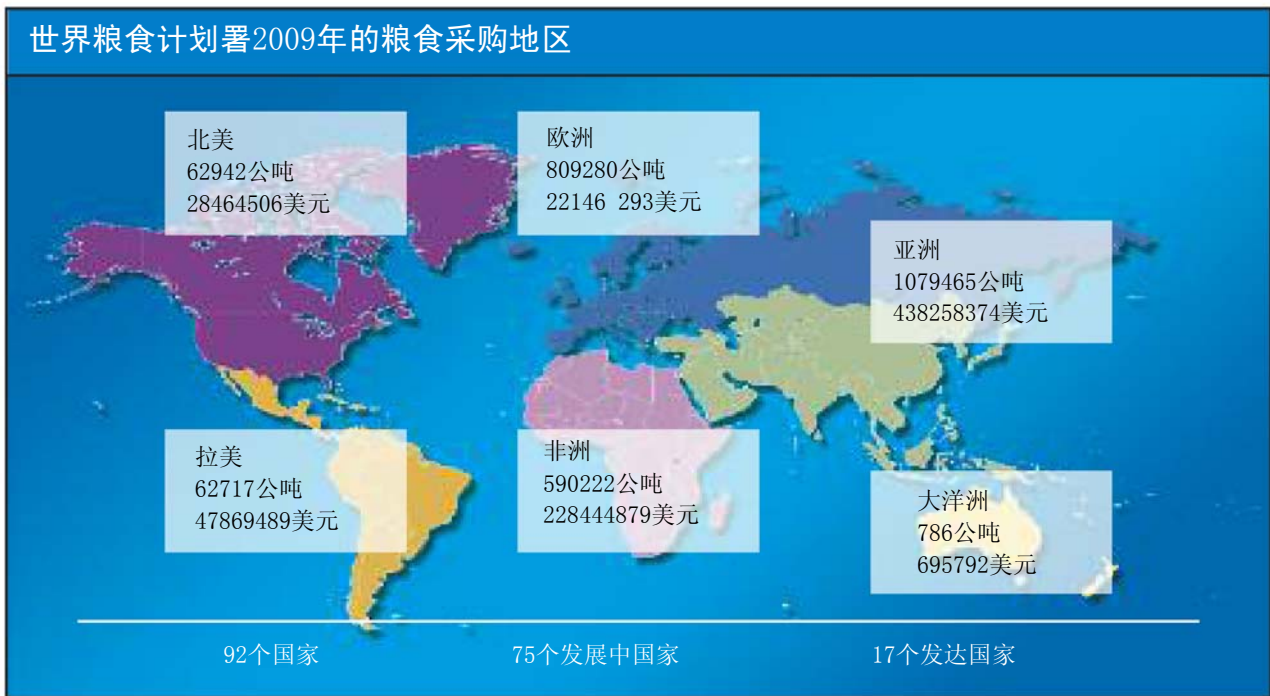 世界粮食计划署2009年的粮食采购地区
北美
62942公吨
28464506美元
欧洲
809280公吨
22146 293美元
亚洲
1079465公吨
438258374美元
拉美
62717公吨
47869489美元
非洲
590222公吨
228444879美元
大洋洲
786公吨
695792美元
92个国家
75个发展中国家
17个发达国家